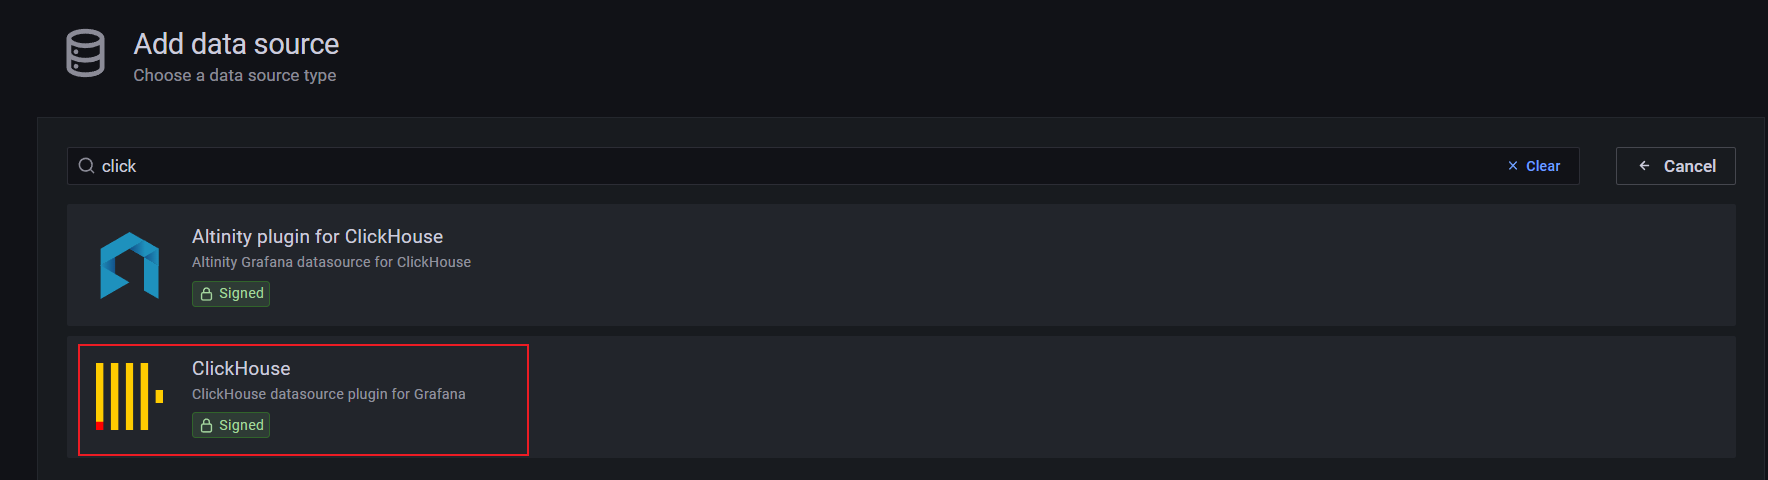 Add data source
Choose a data source type
click
Clear
Cancel
Altinity plugin for ClickHouse
Altinity Grafana datasource for ClickHouse
Signed
ClickHouse
ClickHouse datasource plugin for Grafana
Signed